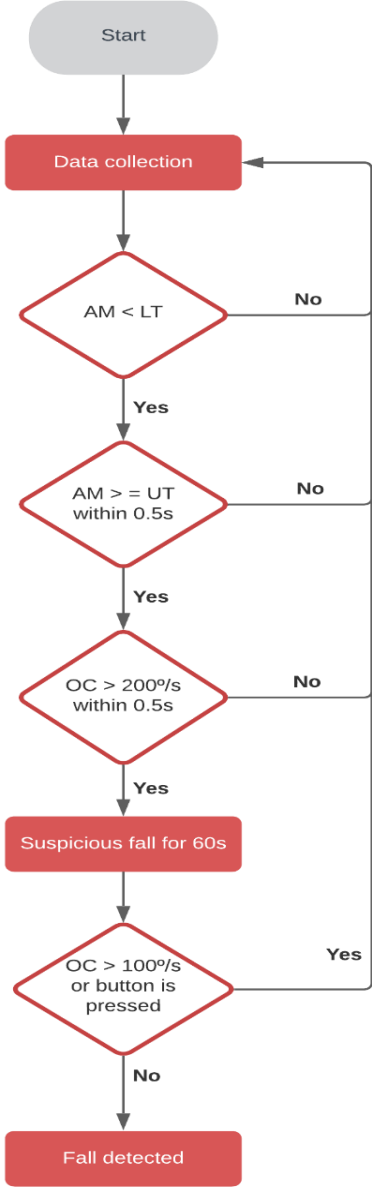 Start
Data collection
AM < LT
No
Yes
AM > = UT
within 0.5s
No
Yes
OC > 200º/s
within 0.5s
No
Yes
Suspicious fall for 60s
OC > 100º/s
or button is
pressed
Yes
No
Fall detected